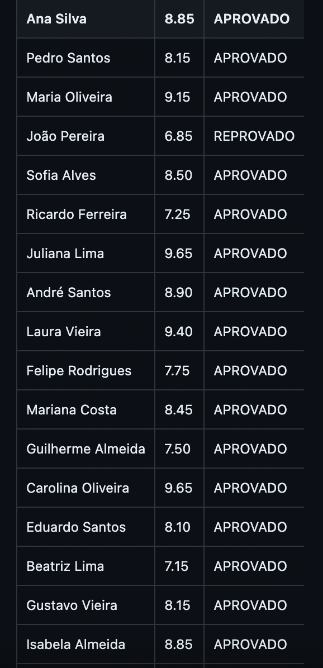 Ana Silva 8.85 APROVADO
Pedro Santos 8.15 APROVADO
Maria Oliveira 9.15 APROVADO
João Pereira 6.85 REPROVADO
Sofia Alves 8.50 APROVADO
Ricardo Ferreira 7.25 APROVADO
Juliana Lima 9.65 APROVADO
André Santos 8.90 APROVADO
Laura Vieira 9.40 APROVADO
Felipe Rodrigues 7.75 APROVADO
Mariana Costa 8.45 APROVADO
Guilherme Almeida 7.50 APROVADO
Carolina Oliveira 9.65 APROVADO
Eduardo Santos 8.10 APROVADO
Beatriz Lima 7.15 APROVADO
Gustavo Vieira 8.15 APROVADO
Isabela Almeida 8.85 APROVADO